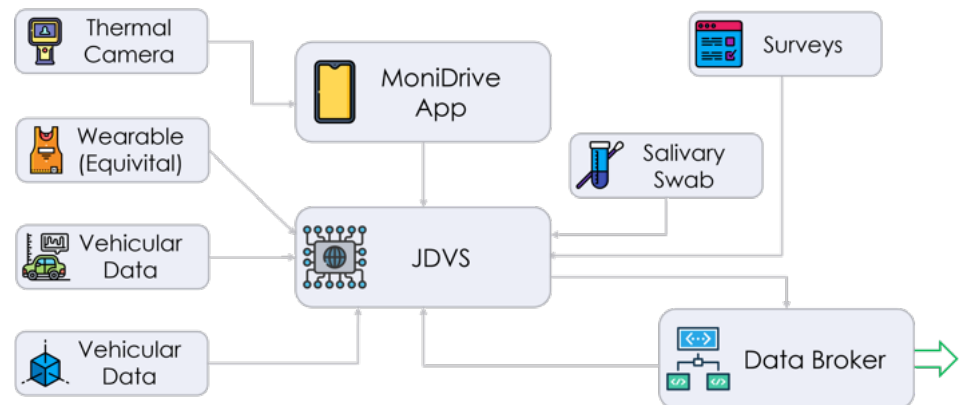 Thermal
Camera
MoniDrive
App
Surveys
Wearable
(Equivital)
Salivary
Swab
Vehicular
Data
JDVS
Vehicular
Data
Data Broker